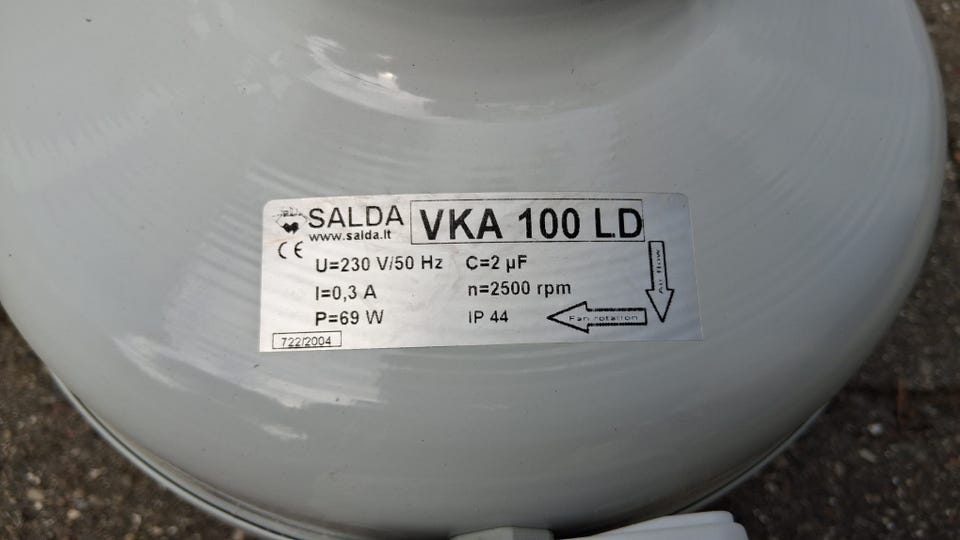 SALDA VKA 100 LD
www.salda.lt
CE
U=230 V/50 Hz C=2 µF
I=0,3 A n=2500 rpm
P=69 W IP 44
Air flow
Fan rotation
722/2004